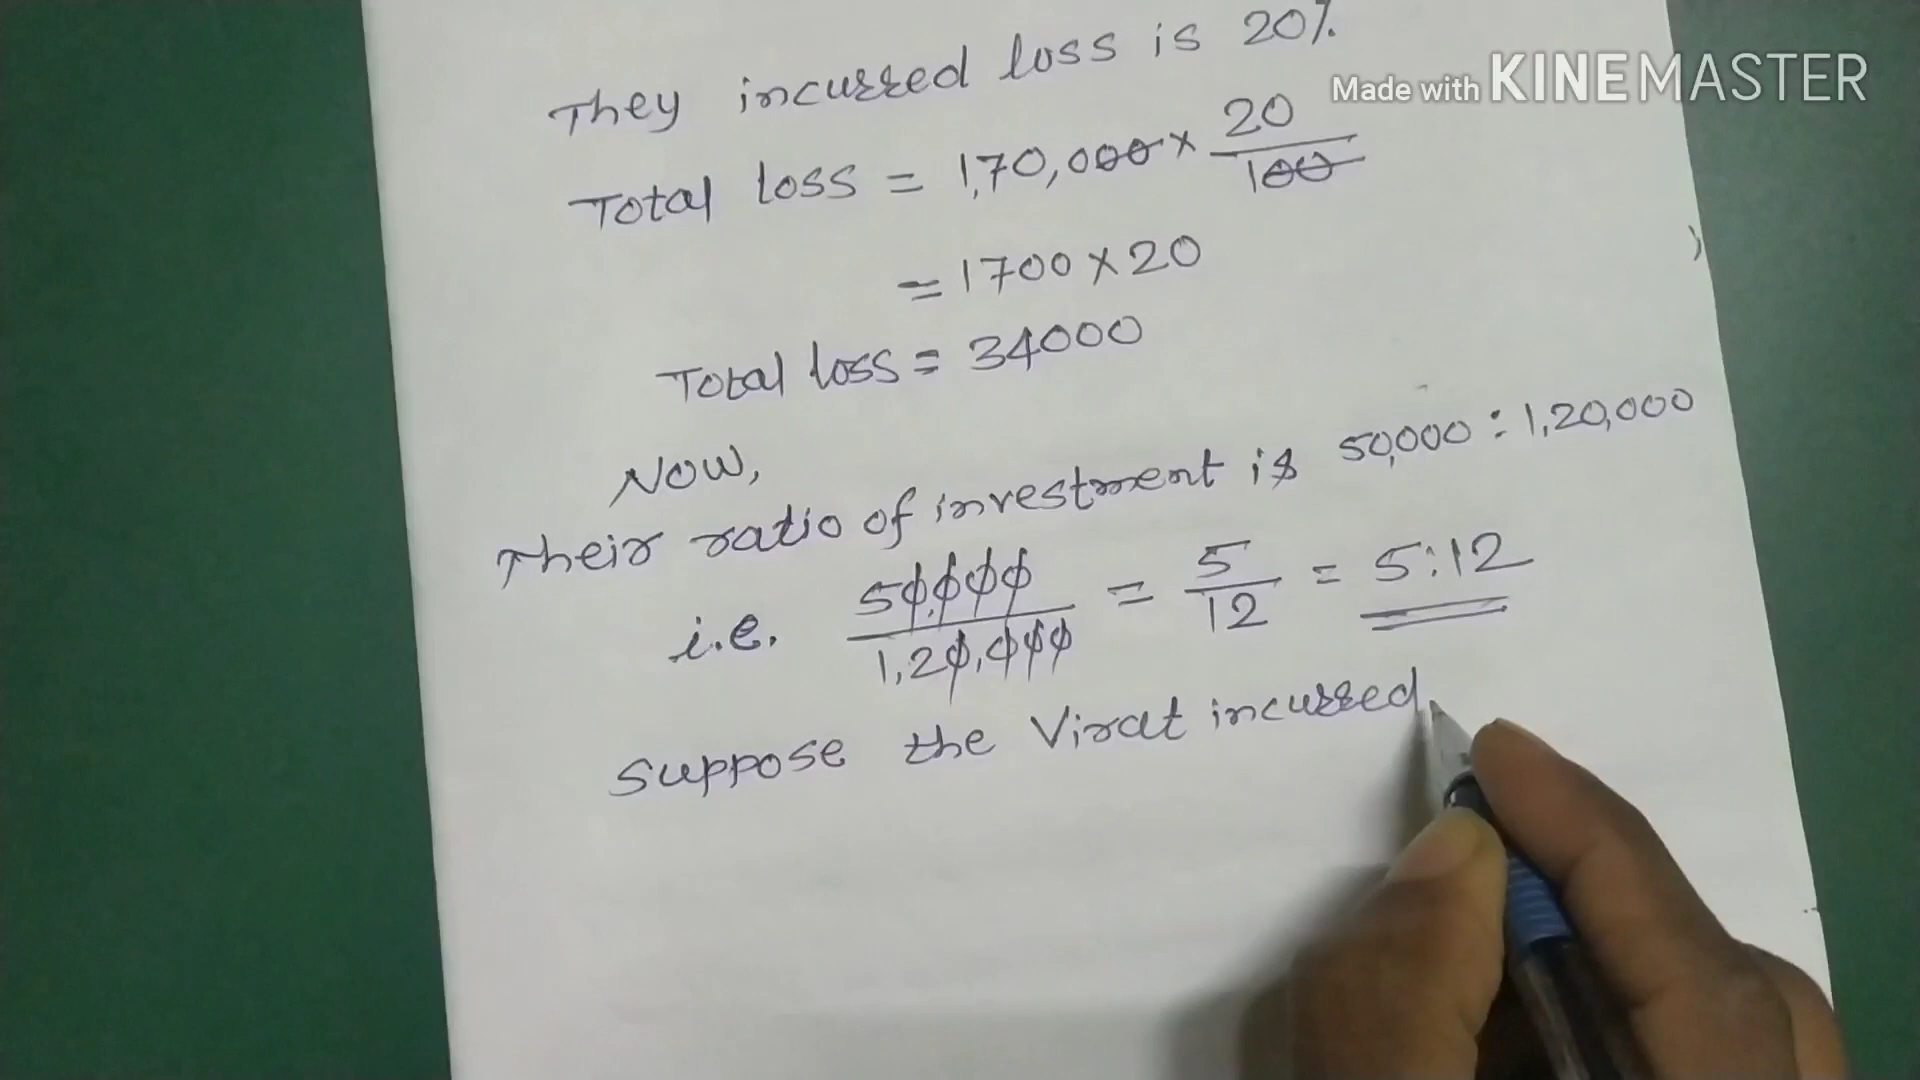 They incurred loss is 20%.
Made with KINEMASTER
Total loss = 1,70,000 × 20/100
= 1700 × 20
Total loss = 34000
Now,
Their ratio of investment is 50,000 : 1,20,000
i.e. 50,000/1,20,000 = 5/12 = 5:12
Suppose the Virat incurred